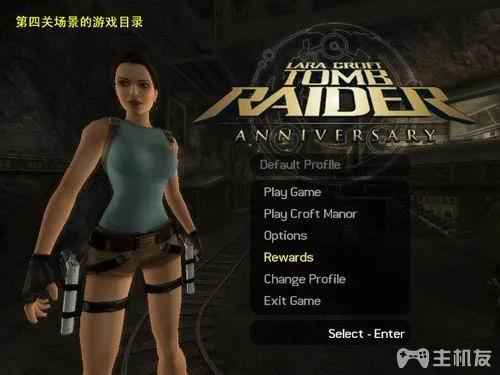 第四关场景的游戏目录
LARA CROFT
TOMB
RAIDER
ANNIVERSARY
Default Profile
Play Game
Play Croft Manor
Options
Rewards
Change Profile
Exit Game
Select - Enter
主机友